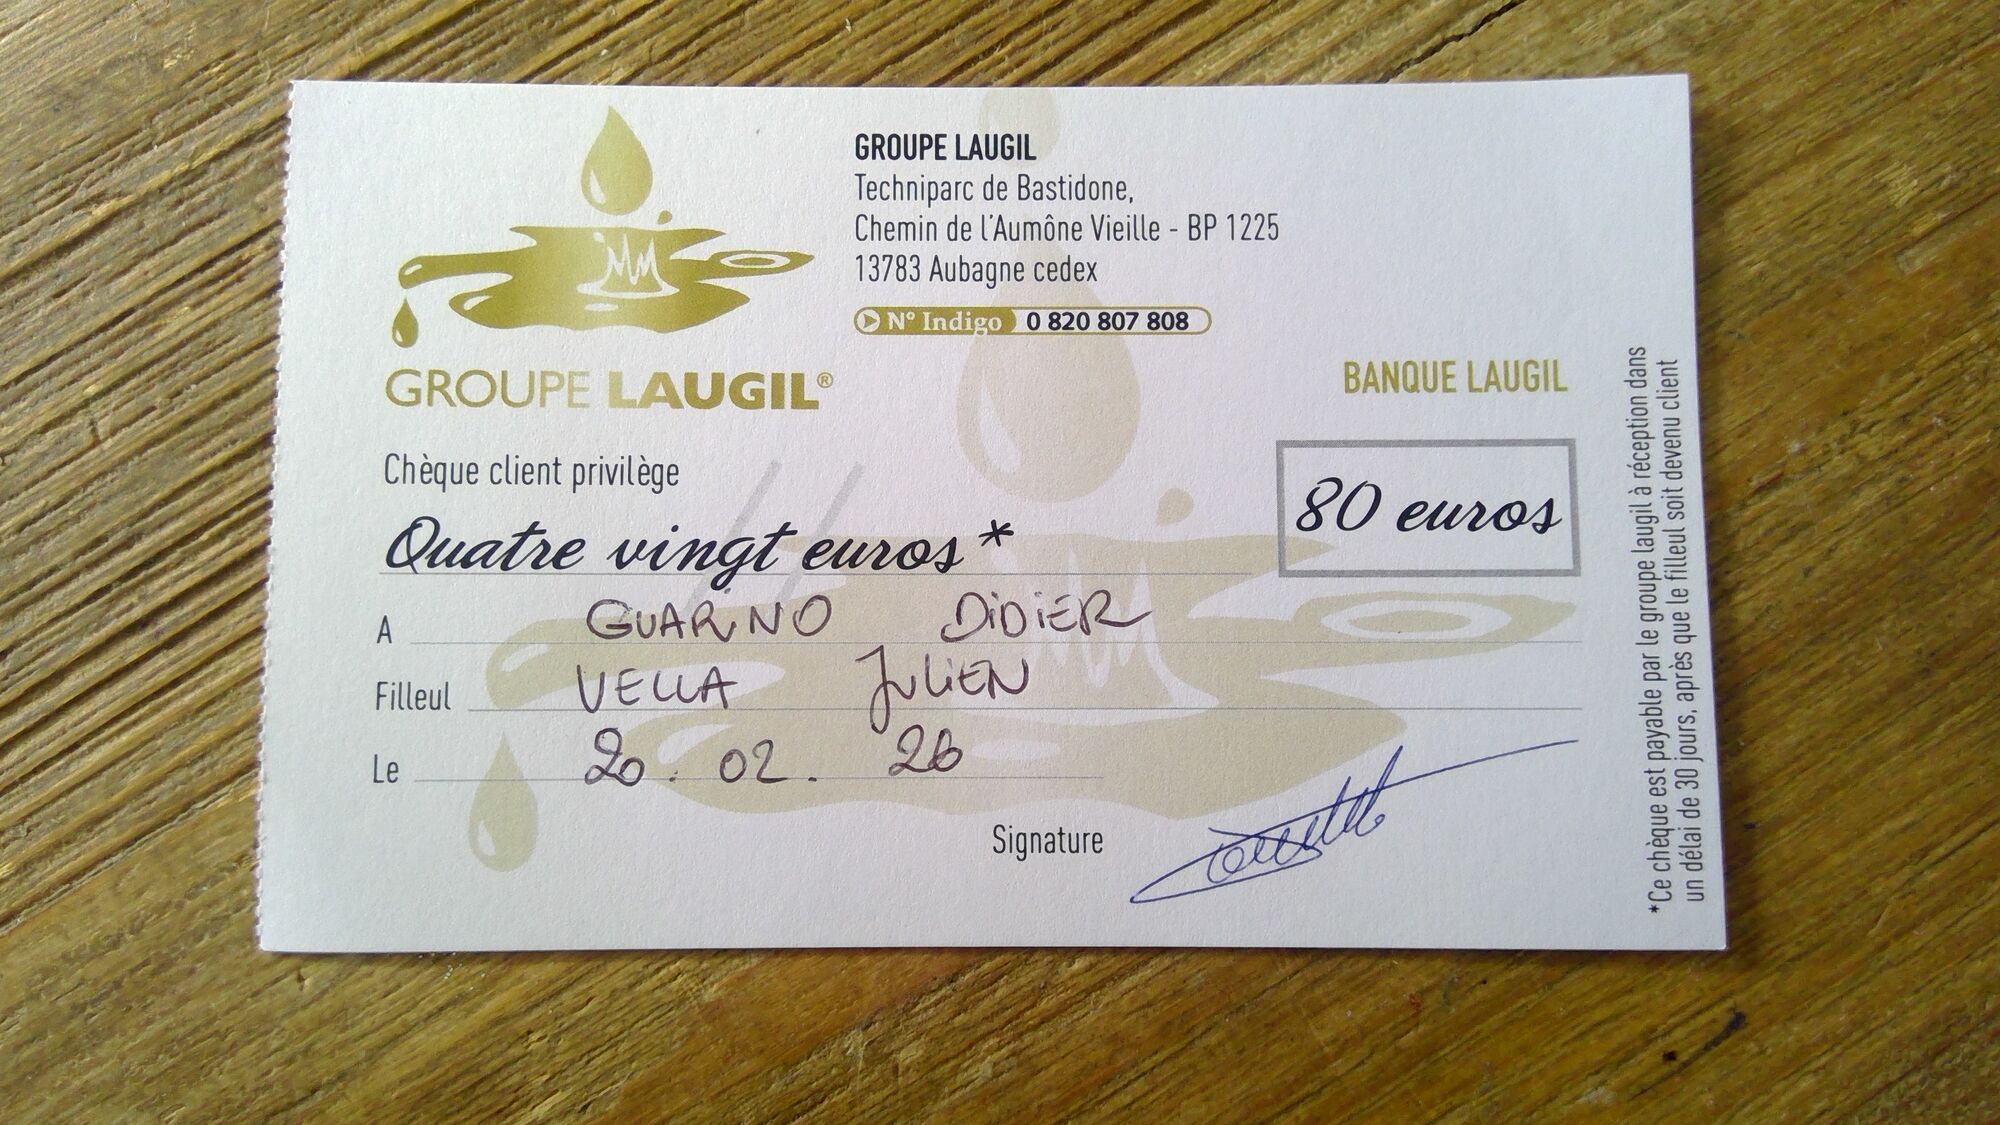 GROUPE LAUGIL®
GROUPE LAUGIL
Techniparc de Bastidone,
Chemin de l'Aumône Vieille - BP 1225
13783 Aubagne cedex
N° Indigo 0 820 807 808
BANQUE LAUGIL
Chèque client privilège
Quatre vingt euros*
80 euros
A GUARINO DIDIER
Filleul VELLA JULIEN
Le 20.02.26
Signature
*Ce chèque est payable par le groupe laugil à réception dans
un délai de 30 jours, après que le filleul soit devenu client